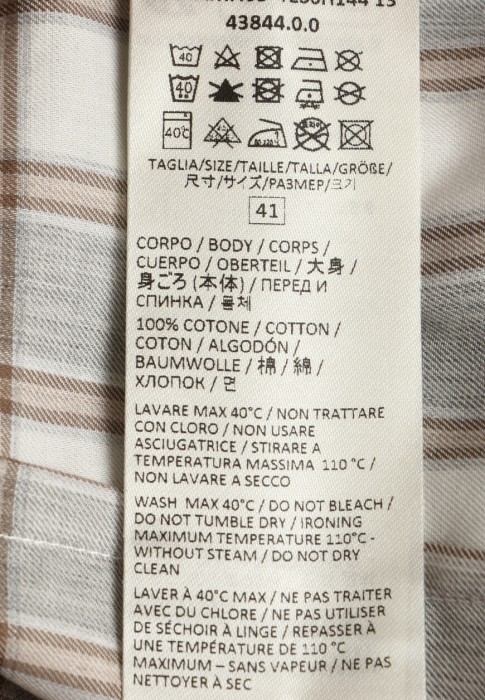 43844.0.0
40
40
40℃
TAGLIA/SIZE/TAILLE/TALLA/GRÖßE/
尺寸/サイズ/РАЗМЕР/크기
41
CORPO / BODY / CORPS /
CUERPO / OBERTEIL / 大身 /
身ごろ (本体) / ПЕРЕД И
СПИНКА / 몸체
100% COTONE / COTTON /
COTON / ALGODÓN /
BAUMWOLLE / 棉 / 綿 /
ХЛОПОК / 면
LAVARE MAX 40°C / NON TRATTARE
CON CLORO / NON USARE
ASCIUGATRICE / STIRARE A
TEMPERATURA MASSIMA 110 °C /
NON LAVARE A SECCO
WASH MAX 40°C / DO NOT BLEACH /
DO NOT TUMBLE DRY / IRONING
MAXIMUM TEMPERATURE 110°C -
WITHOUT STEAM / DO NOT DRY
CLEAN
LAVER À 40°C MAX / NE PAS TRAITER
AVEC DU CHLORE / NE PAS UTILISER
DE SÉCHOIR À LINGE / REPASSER À
UNE TEMPÉRATURE DE 110 °C
MAXIMUM – SANS VAPEUR / NE PAS
NETTOYER À SEC